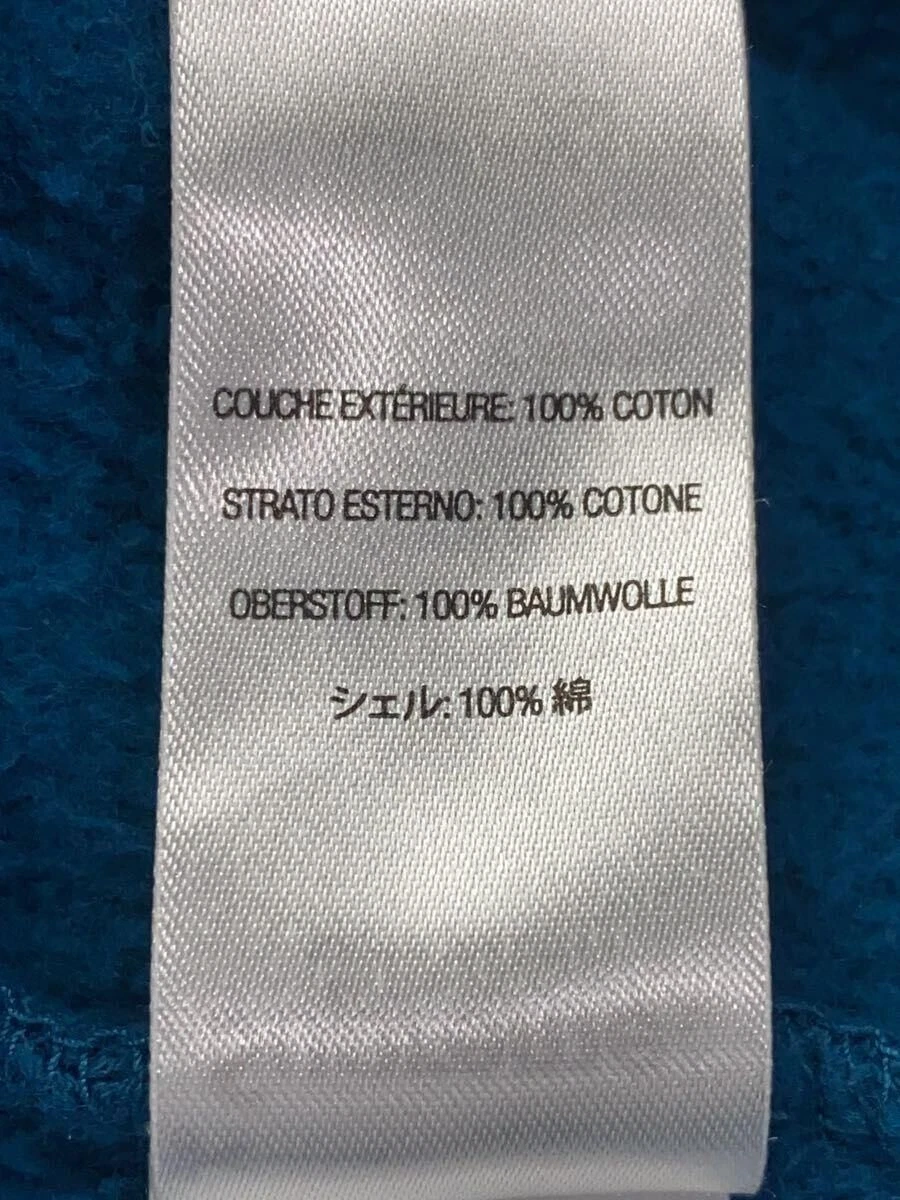 COUCHE EXTÉRIEURE: 100% COTON
STRATO ESTERNO: 100% COTONE
OBERSTOFF: 100% BAUMWOLLE
シェル: 100% 綿